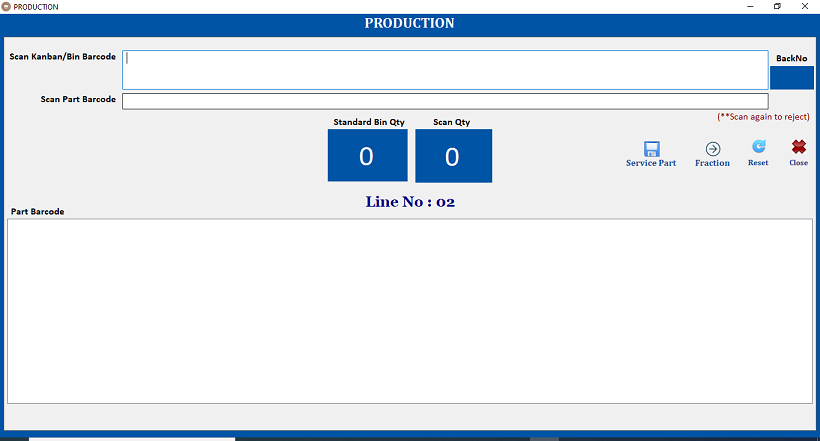 PRODUCTION
PRODUCTION
Scan Kanban/Bin Barcode
BackNo
Scan Part Barcode
(**Scan again to reject)
Standard Bin Qty
Scan Qty
0
0
Service Part
Fraction
Reset
Close
Line No : 02
Part Barcode